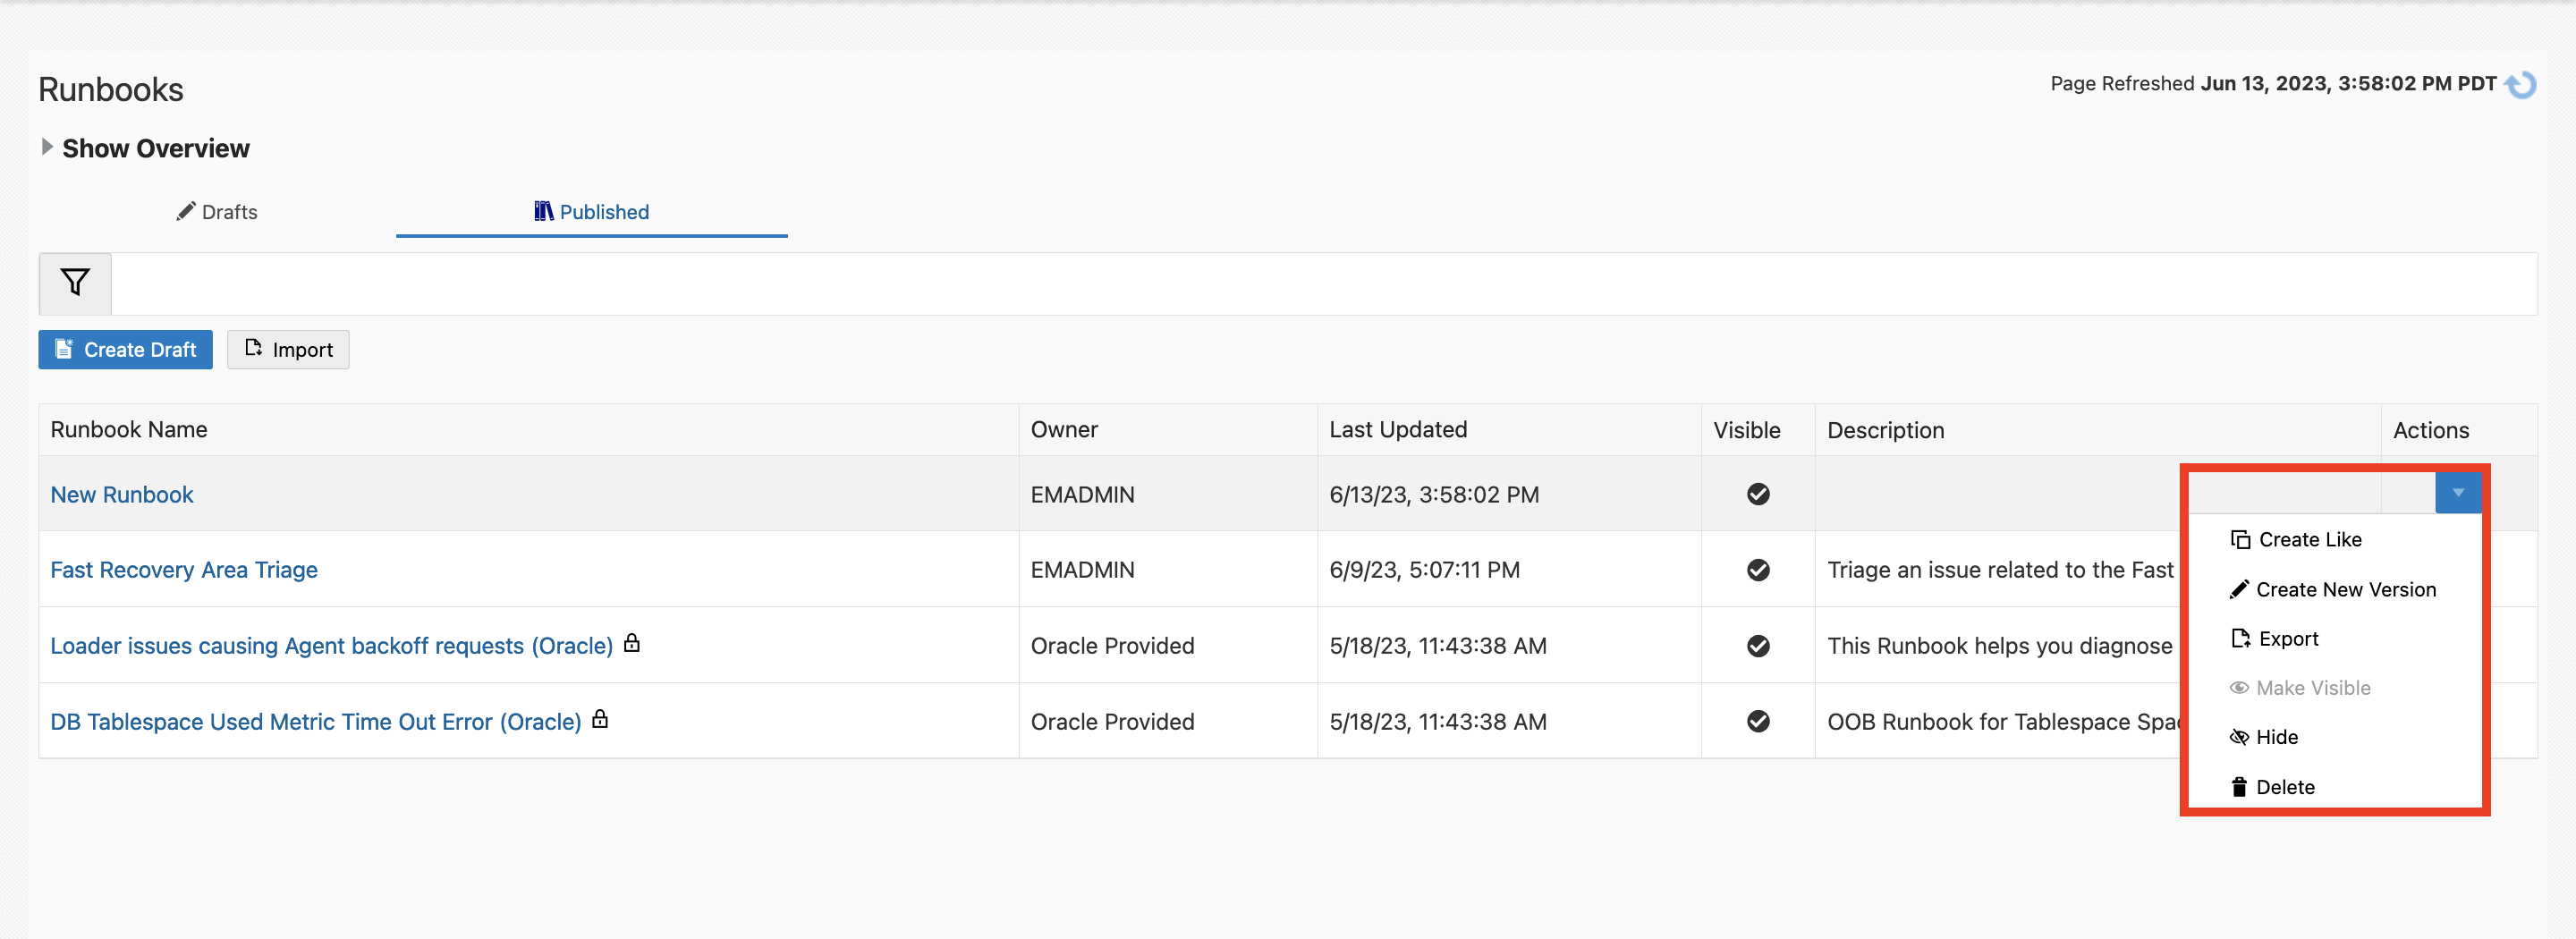 Runbooks
Page Refreshed Jun 13, 2023, 3:58:02 PM PDT
Show Overview
Drafts Published
Create Draft Import
Runbook Name Owner Last Updated Visible Description Actions
New Runbook EMADMIN 6/13/23, 3:58:02 PM
Fast Recovery Area Triage EMADMIN 6/9/23, 5:07:11 PM Triage an issue related to the Fast
Loader issues causing Agent backoff requests (Oracle) Oracle Provided 5/18/23, 11:43:38 AM This Runbook helps you diagnose
DB Tablespace Used Metric Time Out Error (Oracle) Oracle Provided 5/18/23, 11:43:38 AM OOB Runbook for Tablespace Spac
Create Like
Create New Version
Export
Make Visible
Hide
Delete